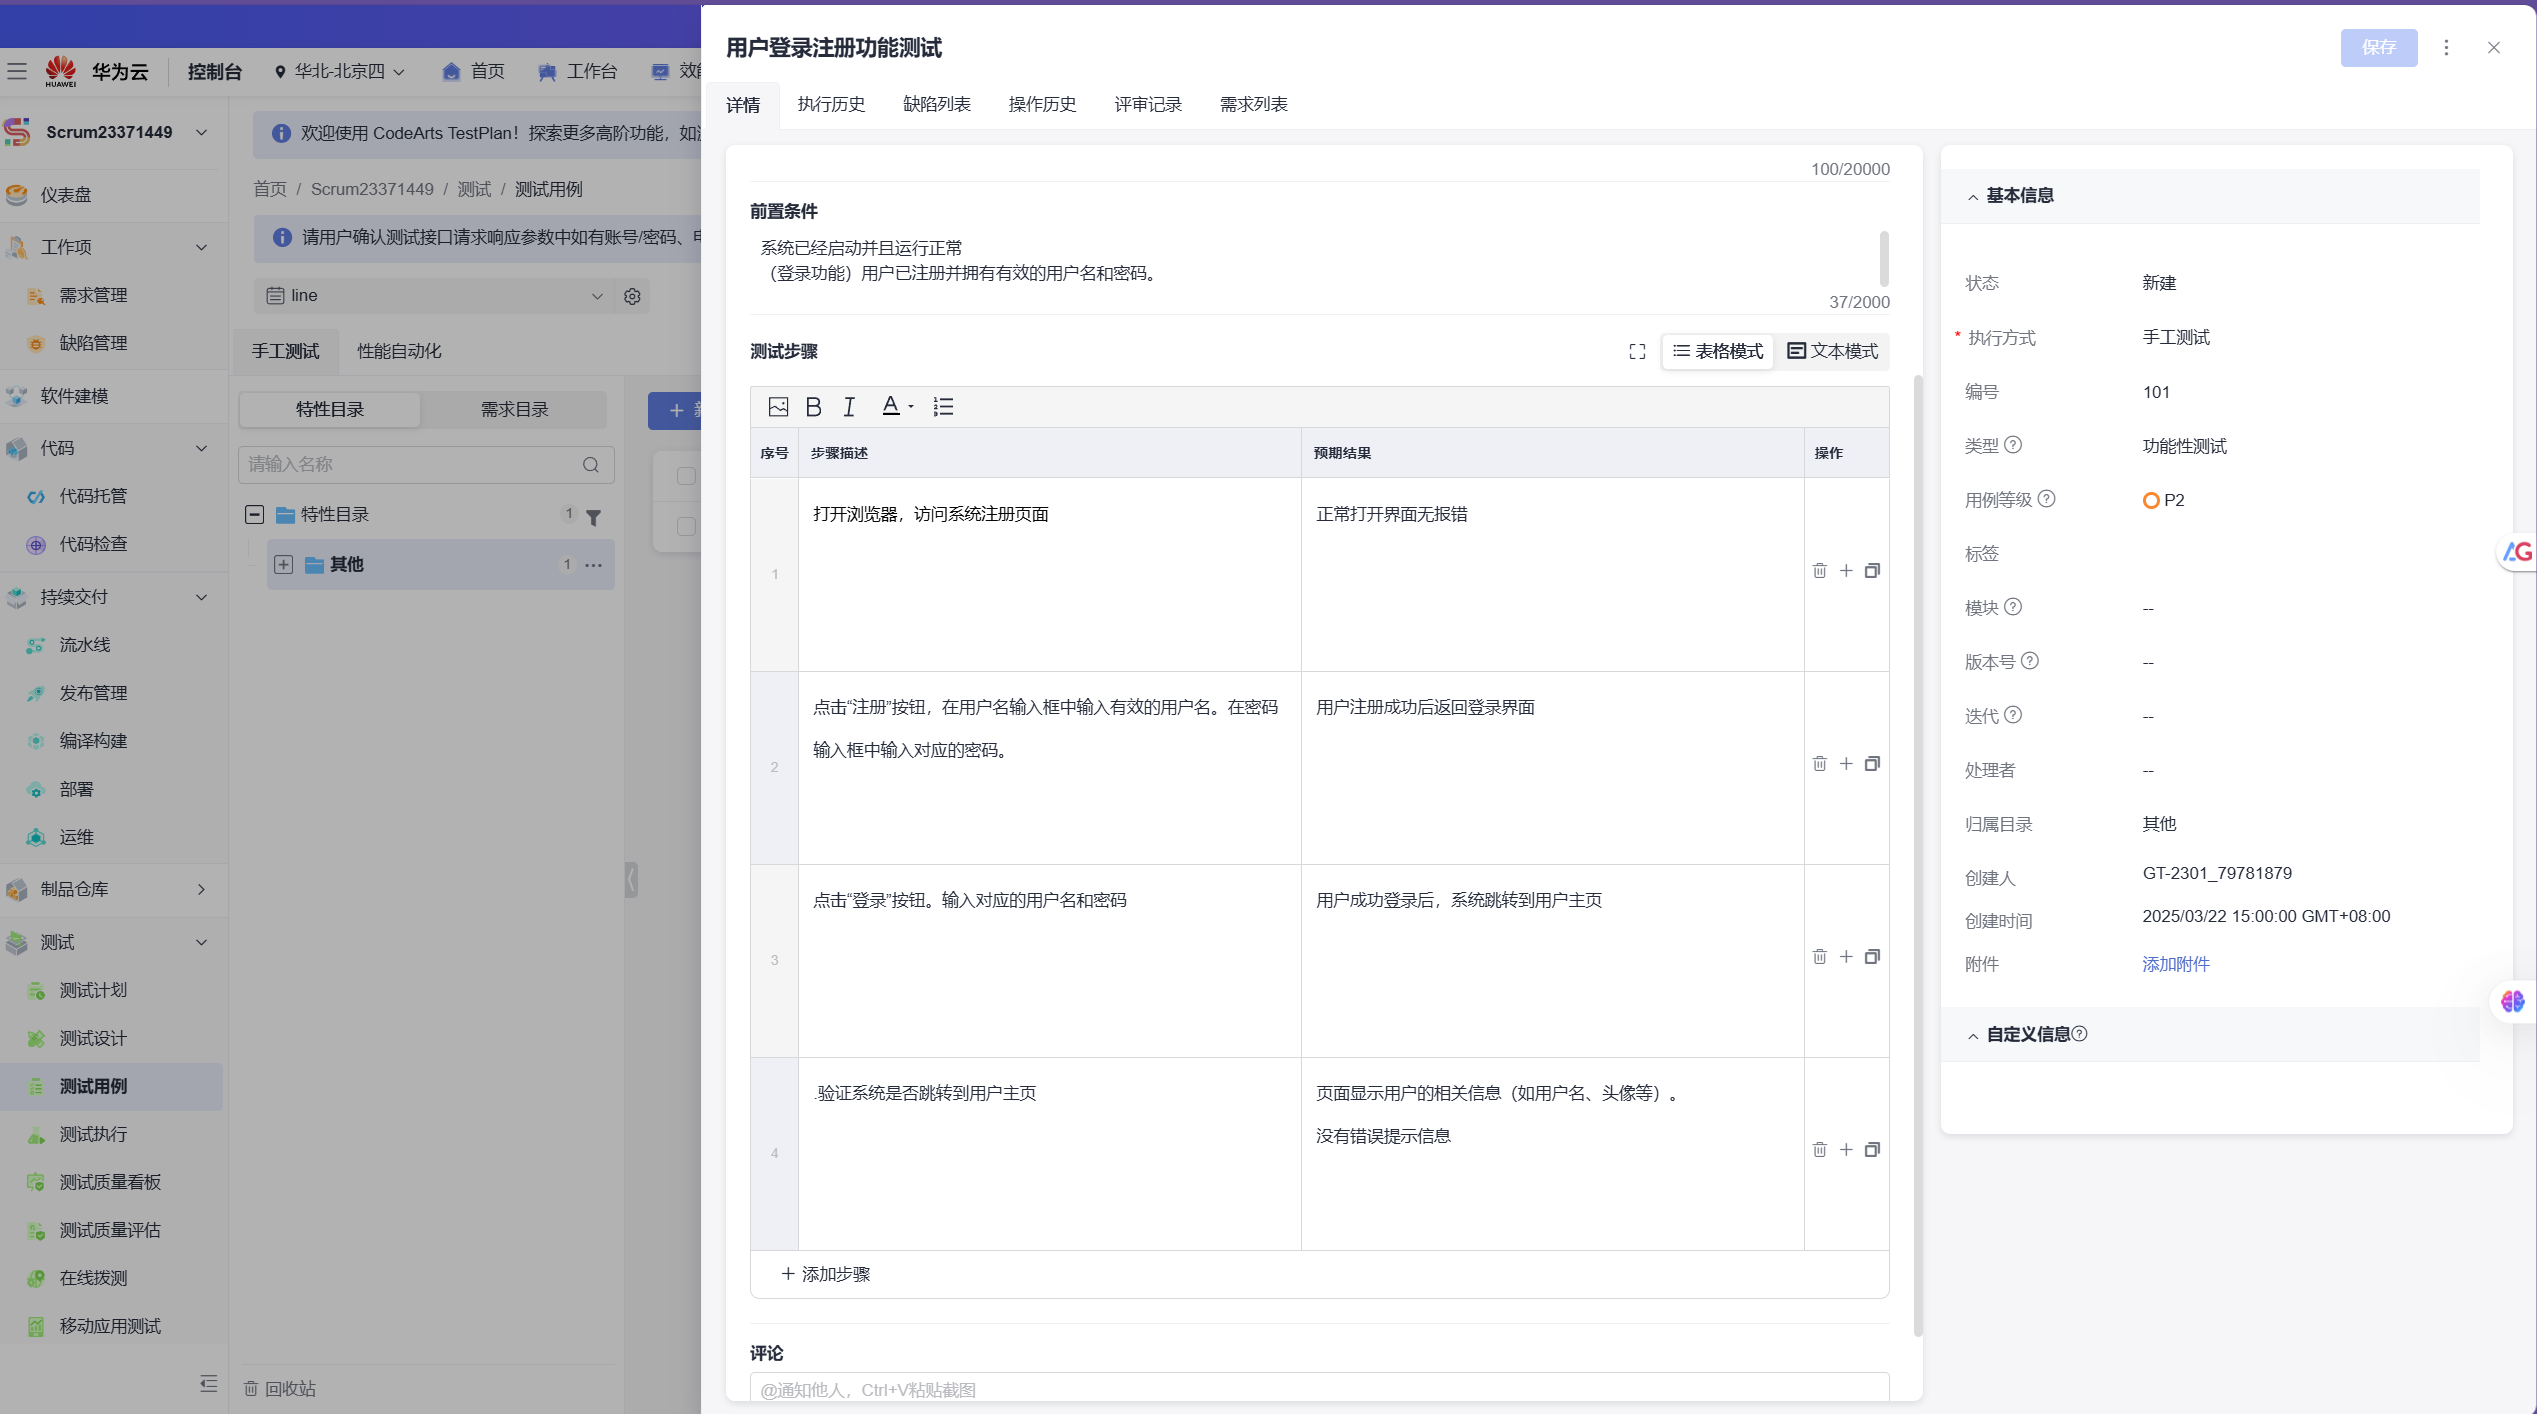 用户登录注册功能测试
保存
华为云
HUAWEI
控制台
华北-北京四
首页
工作台
详情
执行历史
缺陷列表
操作历史
评审记录
需求列表
Scrum23371449
仪表盘
工作项
需求管理
缺陷管理
软件建模
代码
代码托管
代码检查
持续交付
流水线
发布管理
编译构建
部署
运维
制品仓库
测试
测试计划
测试设计
测试用例
测试执行
测试质量看板
测试质量评估
在线拨测
移动应用测试
欢迎使用 CodeArts TestPlan！探索更多高阶功能，如
首页 / Scrum23371449 / 测试 / 测试用例
请用户确认测试接口请求响应参数中如有账号/密码、
line
手工测试
性能自动化
特性目录
需求目录
请输入名称
特性目录
1
其他
1
回收站
100/20000
前置条件
系统已经启动并且运行正常
（登录功能）用户已注册并拥有有效的用户名和密码。
37/2000
测试步骤
表格模式
文本模式
B I A
序号 步骤描述 预期结果 操作
1 打开浏览器，访问系统注册页面 正常打开界面无报错
2 点击“注册”按钮，在用户名输入框中输入有效的用户名。在密码 用户注册成功后返回登录界面
输入框中输入对应的密码。
3 点击“登录”按钮。输入对应的用户名和密码 用户成功登录后，系统跳转到用户主页
4 .验证系统是否跳转到用户主页 页面显示用户的相关信息（如用户名、头像等）。
没有错误提示信息
添加步骤
评论
@通知他人，Ctrl+V粘贴截图
基本信息
状态 新建
* 执行方式 手工测试
编号 101
类型 功能性测试
用例等级 P2
标签
模块 --
版本号 --
迭代 --
处理者 --
归属目录 其他
创建人 GT-2301_79781879
创建时间 2025/03/22 15:00:00 GMT+08:00
附件 添加附件
自定义信息